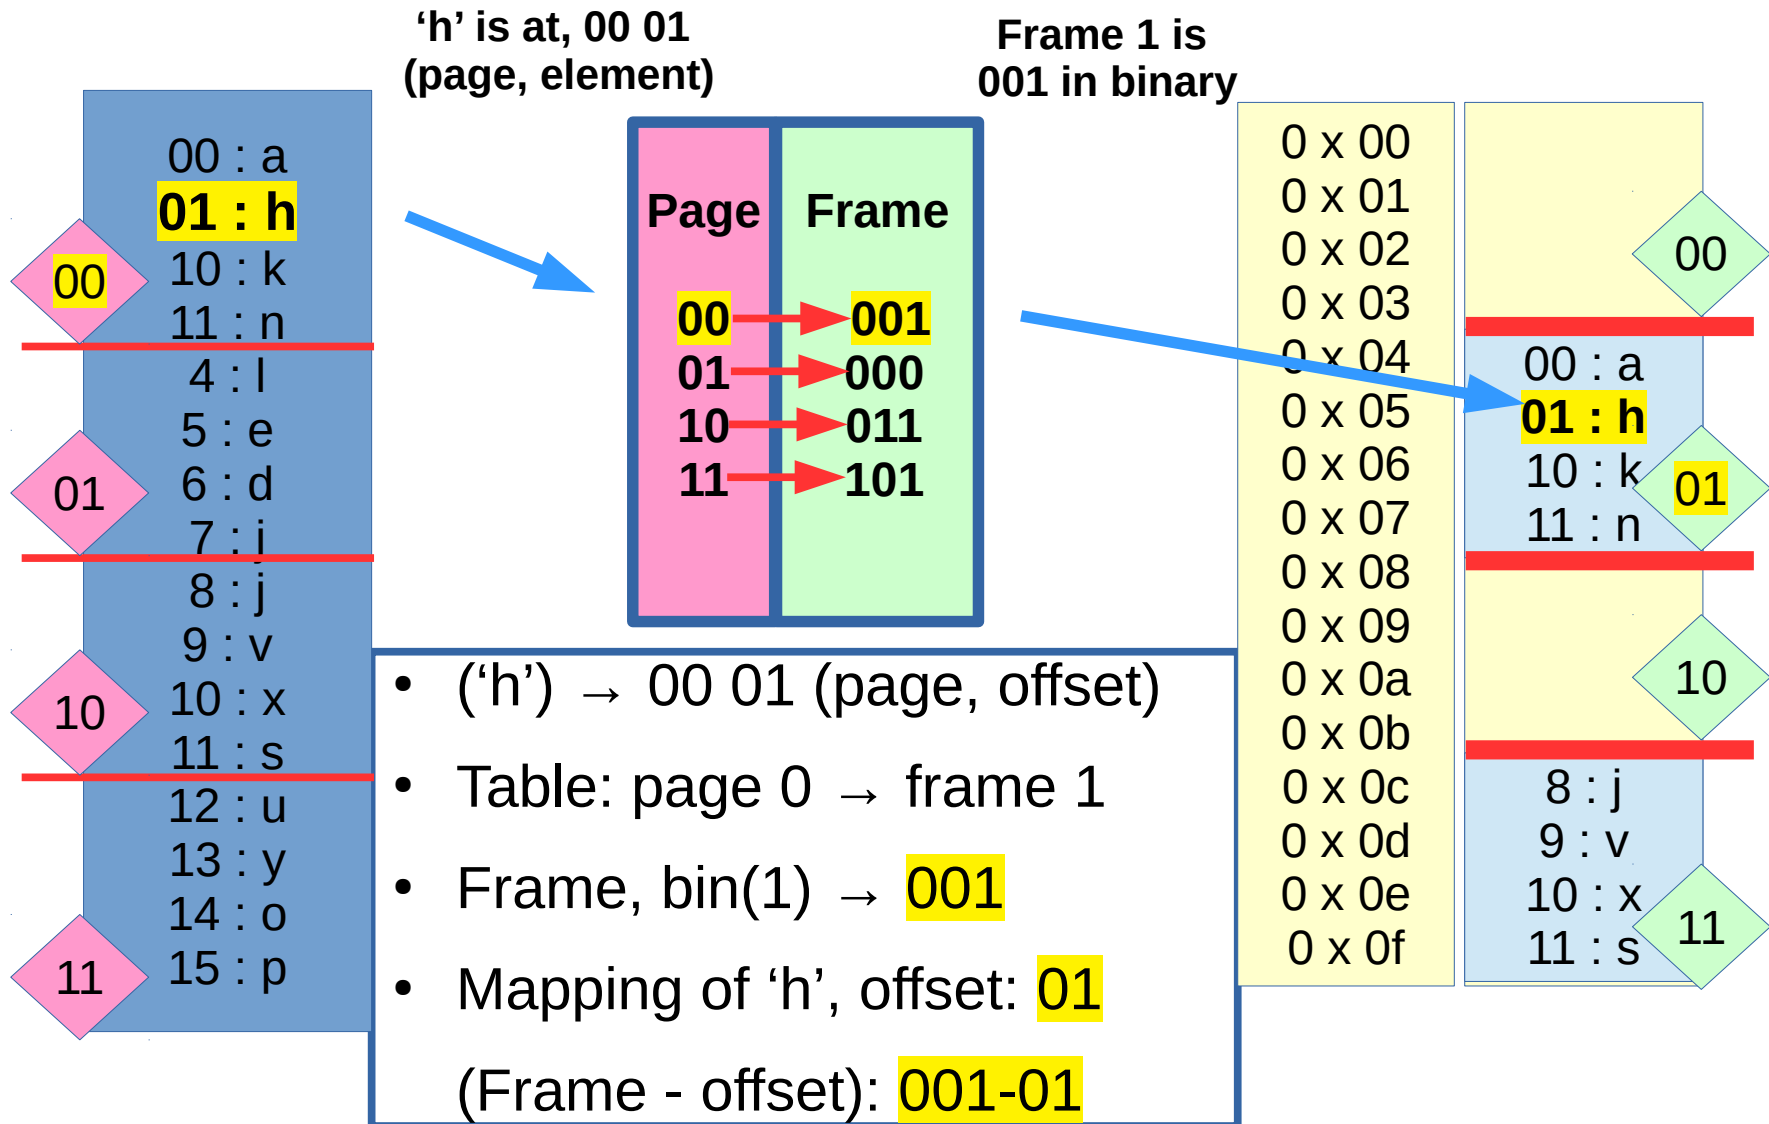 ‘h’ is at, 00 01
(page, element)
Frame 1 is
001 in binary
00 : a
01 : h
10 : k
11 : n
4 : l
5 : e
6 : d
7 : j
8 : j
9 : v
10 : x
11 : s
12 : u
13 : y
14 : o
15 : p
00
01
10
11
Page Frame
00 001
01 000
10 011
11 101
• (‘h’) → 00 01 (page, offset)
• Table: page 0 → frame 1
• Frame, bin(1) → 001
• Mapping of ‘h’, offset: 01
(Frame - offset): 001-01
0 x 00
0 x 01
0 x 02
0 x 03
0 x 04
0 x 05
0 x 06
0 x 07
0 x 08
0 x 09
0 x 0a
0 x 0b
0 x 0c
0 x 0d
0 x 0e
0 x 0f
00 : a
01 : h
10 : k
11 : n
8 : j
9 : v
10 : x
11 : s
00
01
10
11